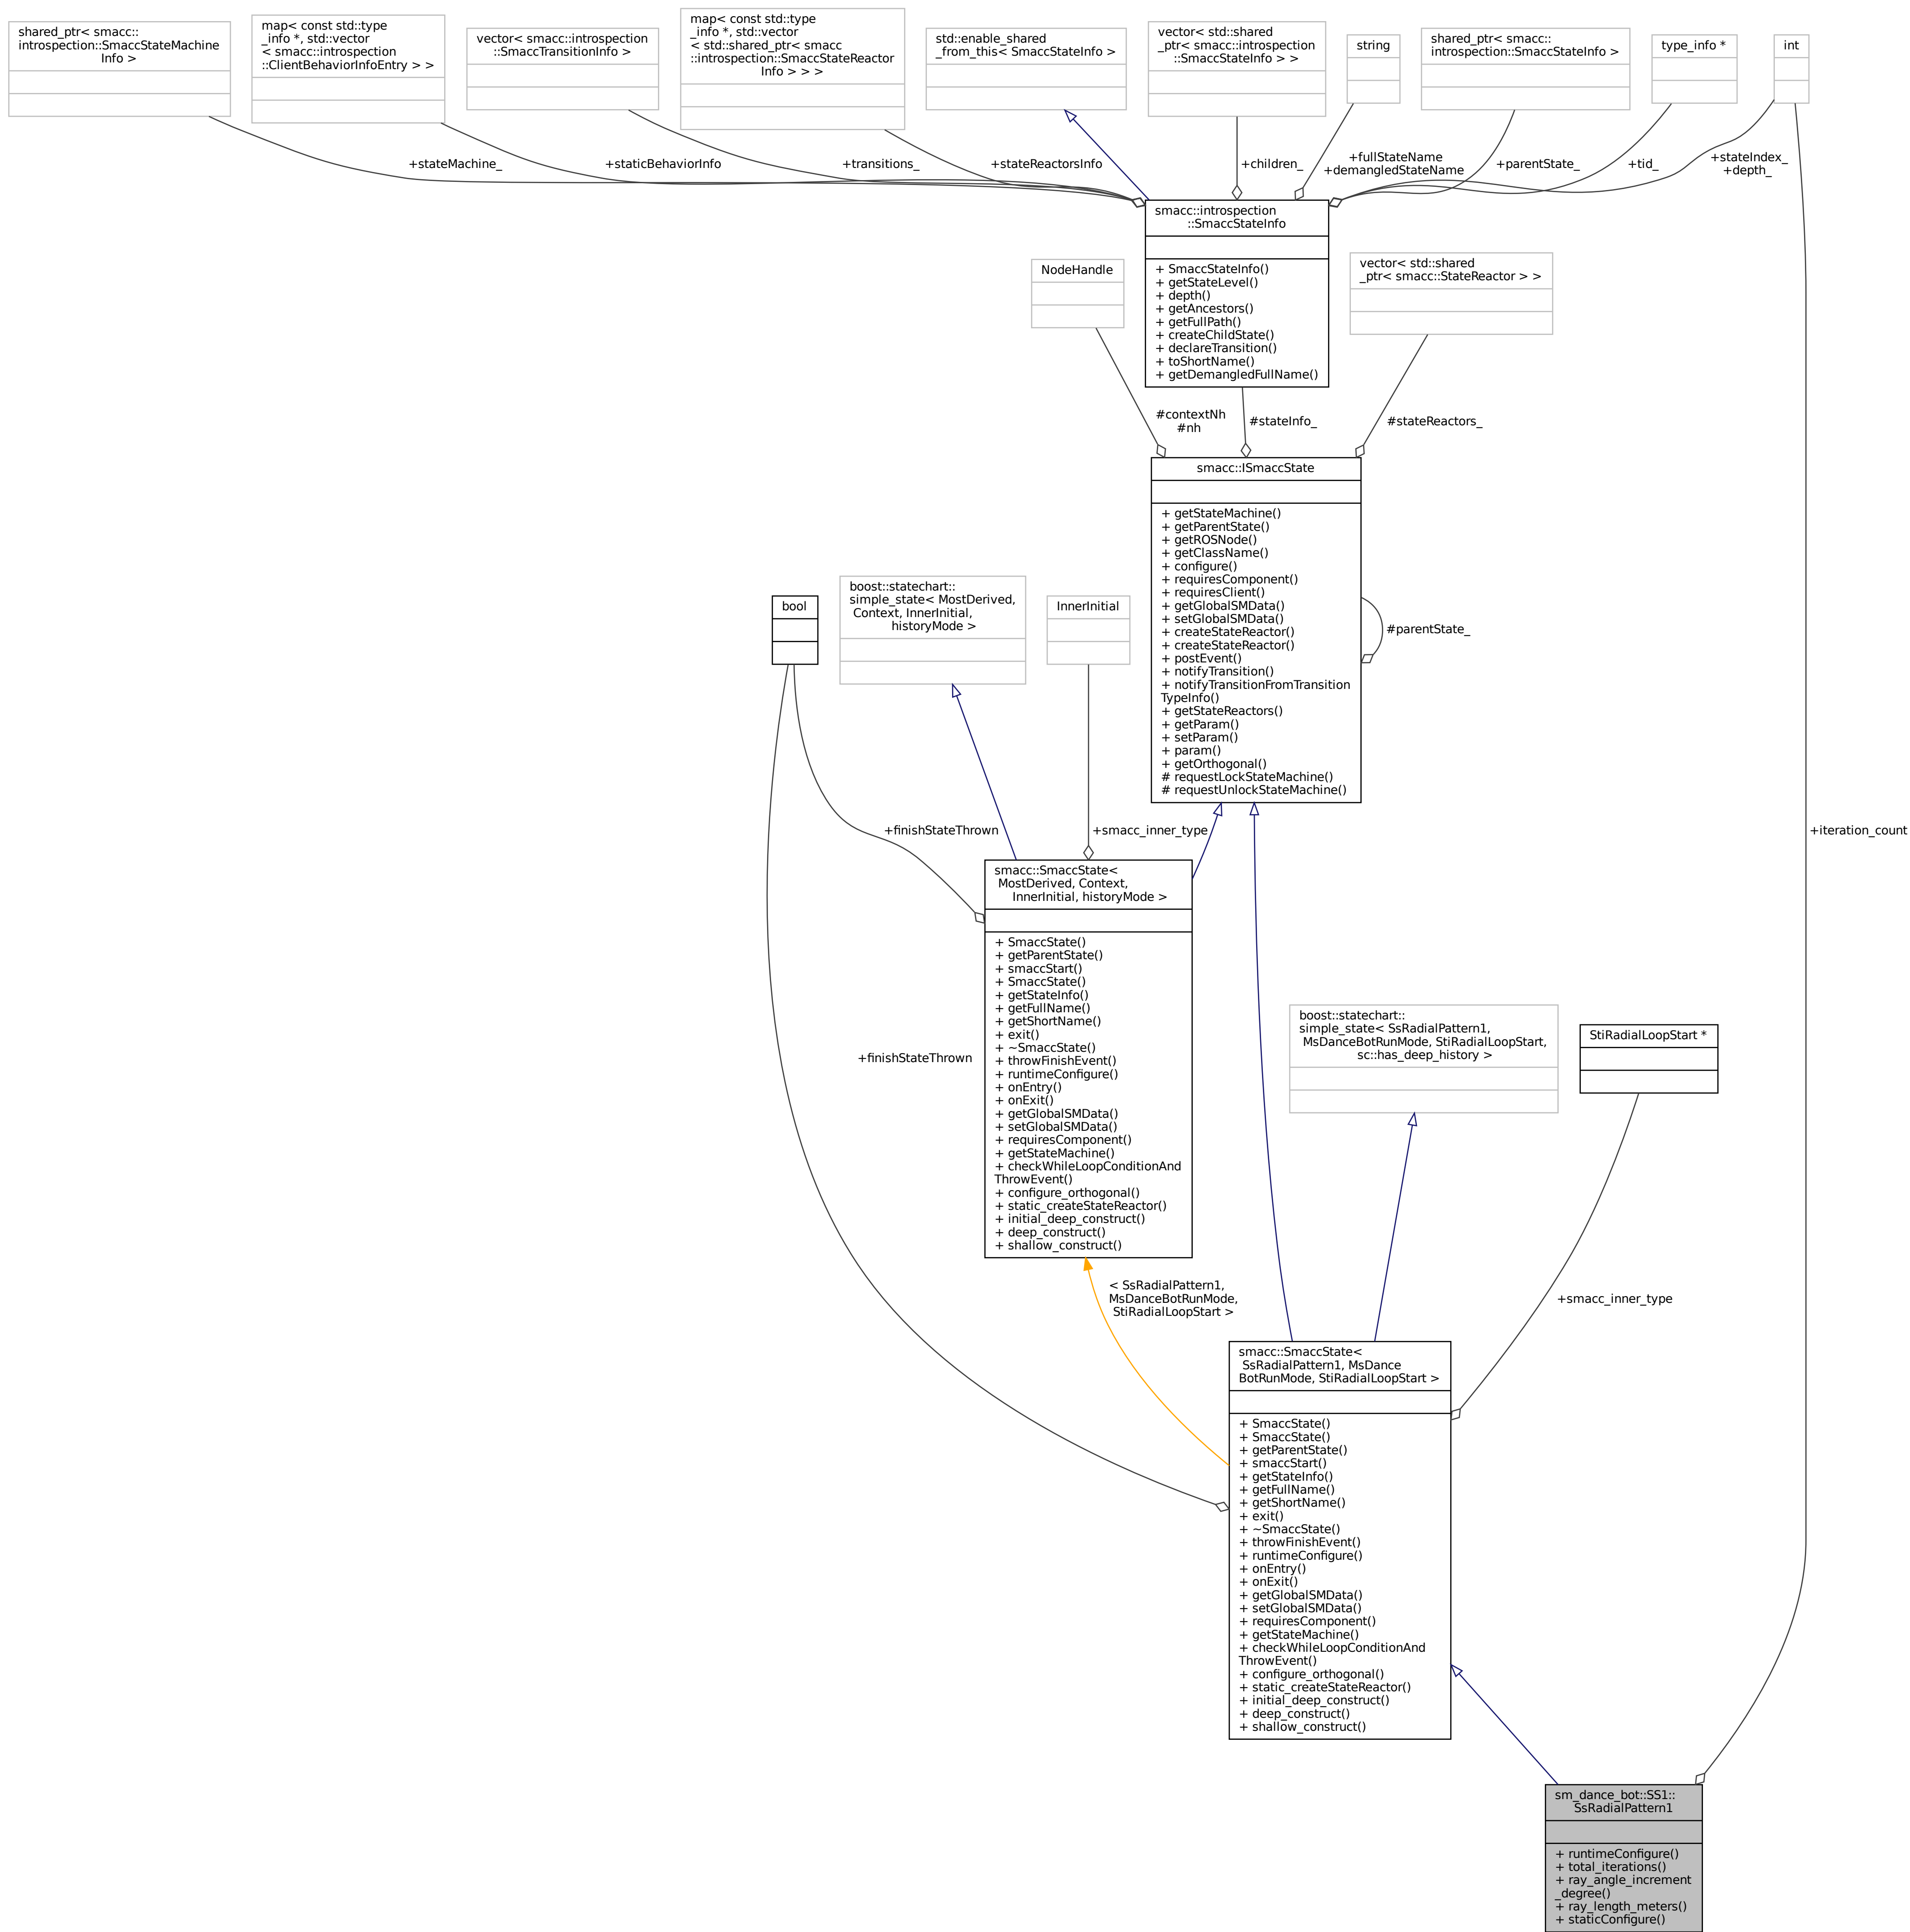 shared_ptr< smacc::
introspection::SmaccStateMachine
Info >
map< const std::type
_info *, std::vector
< smacc::introspection
::ClientBehaviorInfoEntry > >
vector< smacc::introspection
::SmaccTransitionInfo >
map< const std::type
_info *, std::vector
< std::shared_ptr< smacc
::introspection::SmaccStateReactor
Info > > >
std::enable_shared
_from_this< SmaccStateInfo >
vector< std::shared
_ptr< smacc::introspection
::SmaccStateInfo > >
string
shared_ptr< smacc::
introspection::SmaccStateInfo >
type_info *
int
+stateMachine_
+staticBehaviorInfo
+transitions_
+stateReactorsInfo
+children_
+fullStateName
+demangledStateName
+parentState_
+tid_
+stateIndex_
+depth_
smacc::introspection
::SmaccStateInfo
+ SmaccStateInfo()
+ getStateLevel()
+ depth()
+ getAncestors()
+ getFullPath()
+ createChildState()
+ declareTransition()
+ toShortName()
+ getDemangledFullName()
NodeHandle
vector< std::shared
_ptr< smacc::StateReactor > >
#contextNh
#nh
#stateInfo_
#stateReactors_
smacc::ISmaccState
+ getStateMachine()
+ getParentState()
+ getROSNode()
+ getClassName()
+ configure()
+ requiresComponent()
+ requiresClient()
+ getGlobalSMData()
+ setGlobalSMData()
+ createStateReactor()
+ createStateReactor()
+ postEvent()
+ notifyTransition()
+ notifyTransitionFromTransition
TypeInfo()
+ getStateReactors()
+ getParam()
+ setParam()
+ param()
+ getOrthogonal()
# requestLockStateMachine()
# requestUnlockStateMachine()
#parentState_
bool
boost::statechart::
simple_state< MostDerived,
Context, InnerInitial,
historyMode >
InnerInitial
+finishStateThrown
+smacc_inner_type
+iteration_count
smacc::SmaccState<
MostDerived, Context,
InnerInitial, historyMode >
+ SmaccState()
+ getParentState()
+ smaccStart()
+ SmaccState()
+ getStateInfo()
+ getFullName()
+ getShortName()
+ exit()
+ ~SmaccState()
+ throwFinishEvent()
+ runtimeConfigure()
+ onEntry()
+ onExit()
+ getGlobalSMData()
+ setGlobalSMData()
+ requiresComponent()
+ getStateMachine()
+ checkWhileLoopConditionAnd
ThrowEvent()
+ configure_orthogonal()
+ static_createStateReactor()
+ initial_deep_construct()
+ deep_construct()
+ shallow_construct()
+finishStateThrown
boost::statechart::
simple_state< SsRadialPattern1,
MsDanceBotRunMode, StiRadialLoopStart,
sc::has_deep_history >
StiRadialLoopStart *
< SsRadialPattern1,
MsDanceBotRunMode,
StiRadialLoopStart >
+smacc_inner_type
smacc::SmaccState<
SsRadialPattern1, MsDance
BotRunMode, StiRadialLoopStart >
+ SmaccState()
+ SmaccState()
+ getParentState()
+ smaccStart()
+ getStateInfo()
+ getFullName()
+ getShortName()
+ exit()
+ ~SmaccState()
+ throwFinishEvent()
+ runtimeConfigure()
+ onEntry()
+ onExit()
+ getGlobalSMData()
+ setGlobalSMData()
+ requiresComponent()
+ getStateMachine()
+ checkWhileLoopConditionAnd
ThrowEvent()
+ configure_orthogonal()
+ static_createStateReactor()
+ initial_deep_construct()
+ deep_construct()
+ shallow_construct()
sm_dance_bot::SS1::
SsRadialPattern1
+ runtimeConfigure()
+ total_iterations()
+ ray_angle_increment
_degree()
+ ray_length_meters()
+ staticConfigure()